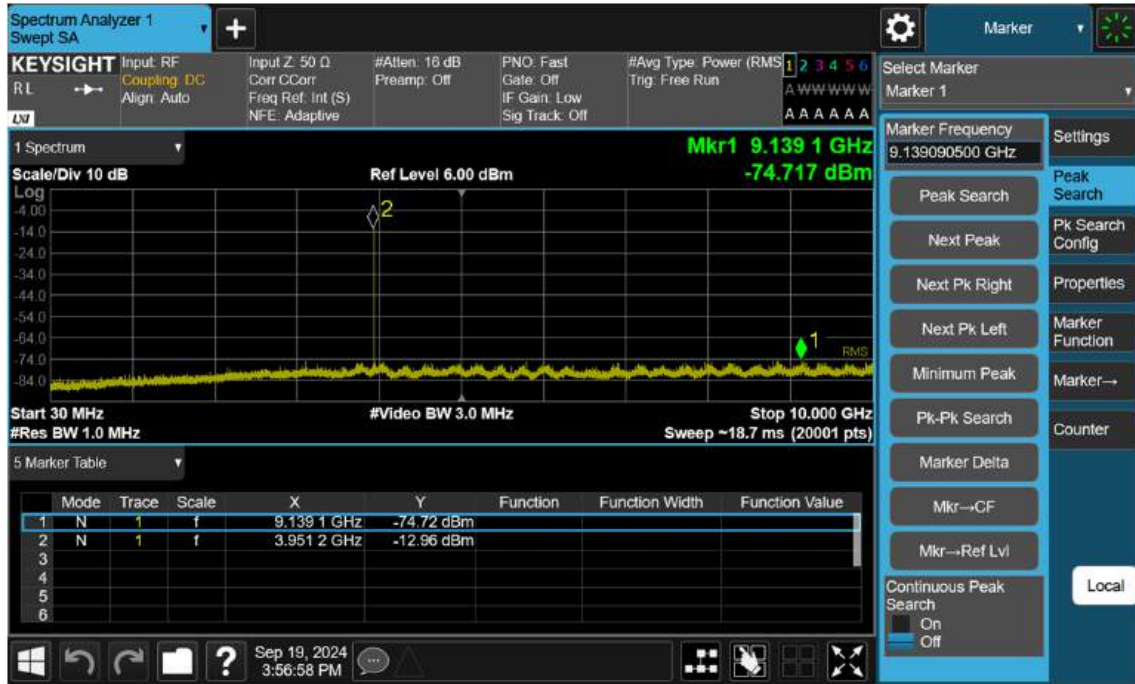 Spectrum Analyzer 1
Swept SA
+
Marker
KEYSIGHT
RL
LXI
Input: RF
Coupling: DC
Align: Auto
Input Z: 50 Ω
Corr CCorr
Freq Ref: Int (S)
NFE: Adaptive
#Atten: 16 dB
Preamp: Off
PNO: Fast
Gate: Off
IF Gain: Low
Sig Track: Off
#Avg Type: Power (RMS
Trig: Free Run
1 2 3 4 5 6
A W W W W W
A A A A A A
Select Marker
Marker 1
1 Spectrum
Mkr1 9.139 1 GHz
Scale/Div 10 dB
Ref Level 6.00 dBm
-74.717 dBm
Log
-4.00
-14.0
-24.0
-34.0
-44.0
-54.0
-64.0
-74.0
-84.0
2
1
RMS
Start 30 MHz
#Video BW 3.0 MHz
Stop 10.000 GHz
#Res BW 1.0 MHz
Sweep ~18.7 ms (20001 pts)
5 Marker Table
Mode Trace Scale X Y Function Function Width Function Value
1 N 1 f 9.139 1 GHz -74.72 dBm
2 N 1 f 3.951 2 GHz -12.96 dBm
3
4
5
6
Marker Frequency
9.139090500 GHz
Peak Search
Next Peak
Next Pk Right
Next Pk Left
Minimum Peak
Pk-Pk Search
Marker Delta
Mkr→CF
Mkr→Ref Lvl
Continuous Peak
Search
On
Off
Settings
Peak
Search
Pk Search
Config
Properties
Marker
Function
Marker→
Counter
Local
?
Sep 19, 2024
3:56:58 PM